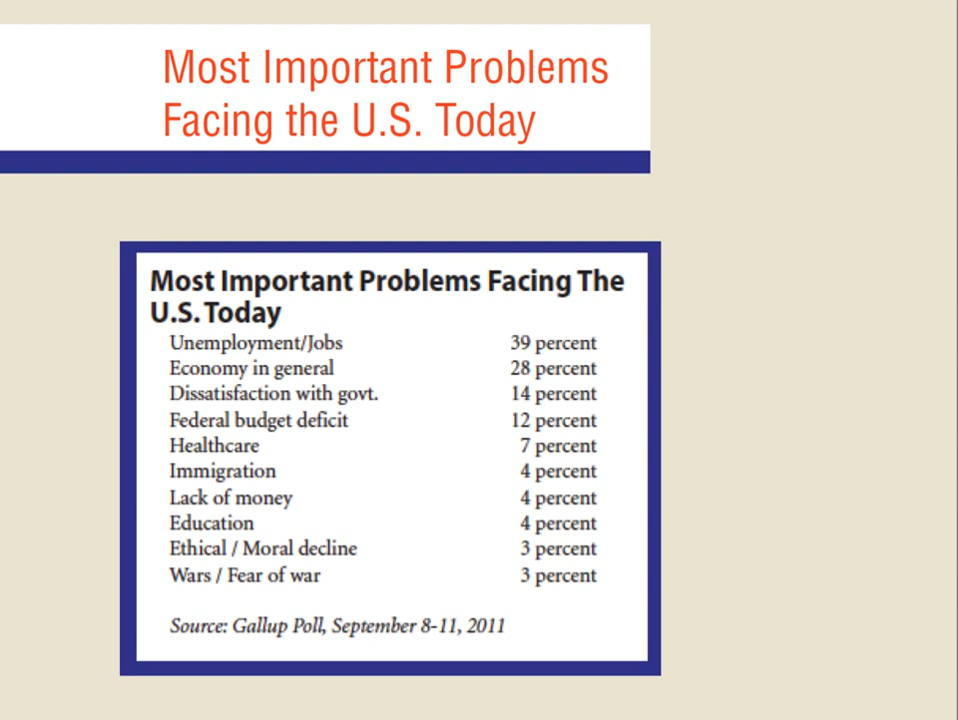 Most Important Problems
Facing the U.S. Today
Most Important Problems Facing The
U.S. Today
Unemployment/Jobs 39 percent
Economy in general 28 percent
Dissatisfaction with govt. 14 percent
Federal budget deficit 12 percent
Healthcare 7 percent
Immigration 4 percent
Lack of money 4 percent
Education 4 percent
Ethical / Moral decline 3 percent
Wars / Fear of war 3 percent
Source: Gallup Poll, September 8-11, 2011